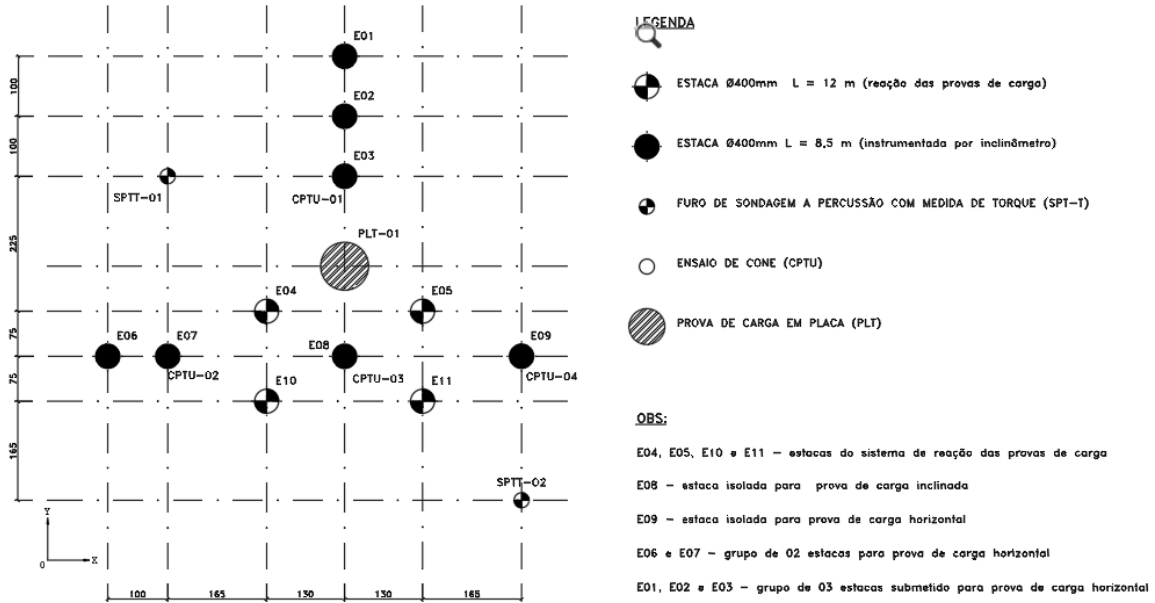 E01
100
E02
100
E03
SPTT-01
CPTU-01
225
PLT-01
E04
E05
75
E06
E07
E08
E09
CPTU-02
CPTU-03
CPTU-04
75
E10
E11
165
SPTT-02
Y
O
X
100
165
130
130
165
LEGENDA
ESTACA Ø400mm L = 12 m (reação das provas de carga)
ESTACA Ø400mm L = 8,5 m (instrumentada por inclinômetro)
FURO DE SONDAGEM A PERCUSSÃO COM MEDIDA DE TORQUE (SPT-T)
ENSAIO DE CONE (CPTU)
PROVA DE CARGA EM PLACA (PLT)
OBS:
E04, E05, E10 e E11 – estacas do sistema de reação das provas de carga
E08 – estaca isolada para prova de carga inclinada
E09 – estaca isolada para prova de carga horizontal
E06 e E07 – grupo de 02 estacas para prova de carga horizontal
E01, E02 e E03 – grupo de 03 estacas submetido para prova de carga horizontal